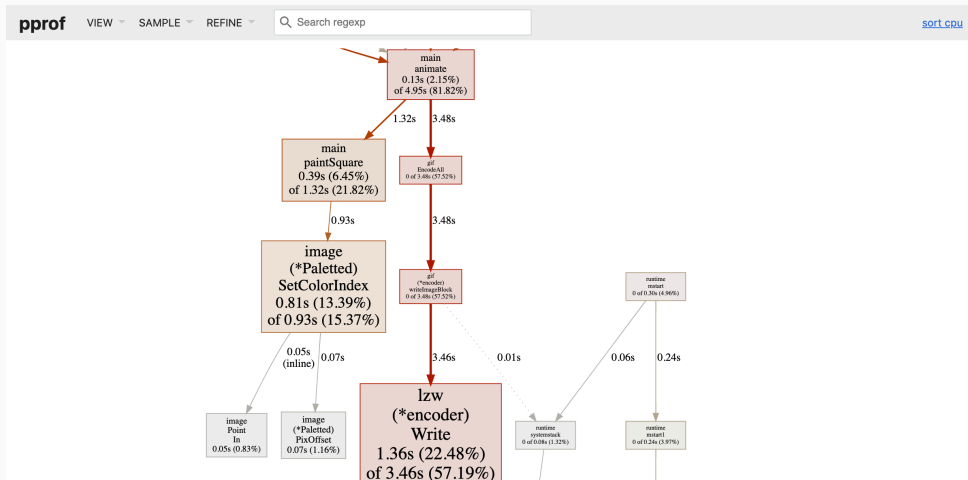 pprof
VIEW
SAMPLE
REFINE
Search regexp
sort cpu
main
animate
0.13s (2.15%)
of 4.95s (81.82%)
1.32s
3.48s
main
paintSquare
0.39s (6.45%)
of 1.32s (21.82%)
gif
EncodeAll
0 of 3.48s (57.52%)
0.93s
3.48s
image
(*Paletted)
SetColorIndex
0.81s (13.39%)
of 0.93s (15.37%)
gif
(*encoder)
writeImageBlock
0 of 3.48s (57.52%)
runtime
mstart
0 of 0.30s (4.96%)
0.05s
(inline)
0.07s
3.46s
0.01s
0.06s
0.24s
image
Point
In
0.05s (0.83%)
image
(*Paletted)
PixOffset
0.07s (1.16%)
lzw
(*encoder)
Write
1.36s (22.48%)
of 3.46s (57.19%)
runtime
systemstack
0 of 0.08s (1.32%)
runtime
mstart1
0 of 0.24s (3.97%)